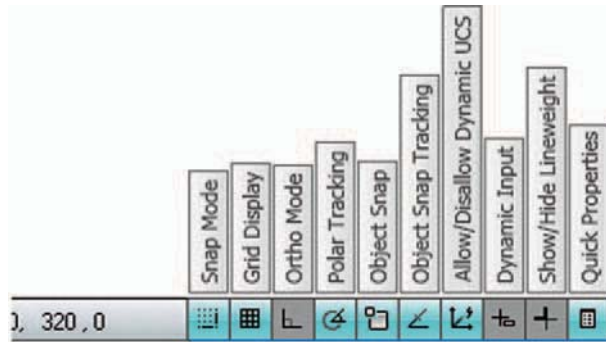 Snap Mode
Grid Display
Ortho Mode
Polar Tracking
Object Snap
Object Snap Tracking
Allow/Disallow Dynamic UCS
Dynamic Input
Show/Hide Lineweight
Quick Properties
), 320,0